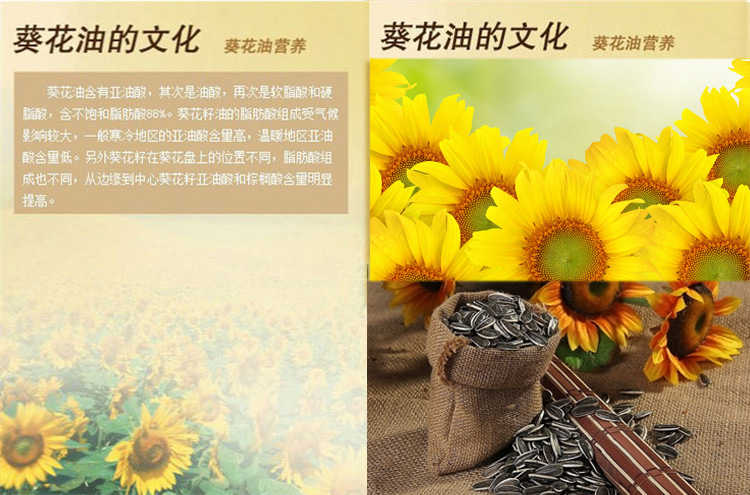 葵花油的文化 葵花油营养
葵花油含有亚油酸，其次是油酸，再次是软脂酸和硬
脂酸，含不饱和脂肪酸88%。葵花籽油的脂肪酸组成受气候
影响较大，一般寒冷地区的亚油酸含量高，温暖地区亚油
酸含量低。另外葵花籽在葵花盘上的位置不同，脂肪酸组
成也不同，从边缘到中心葵花籽亚油酸和棕榈酸含量明显
提高。
葵花油的文化 葵花油营养